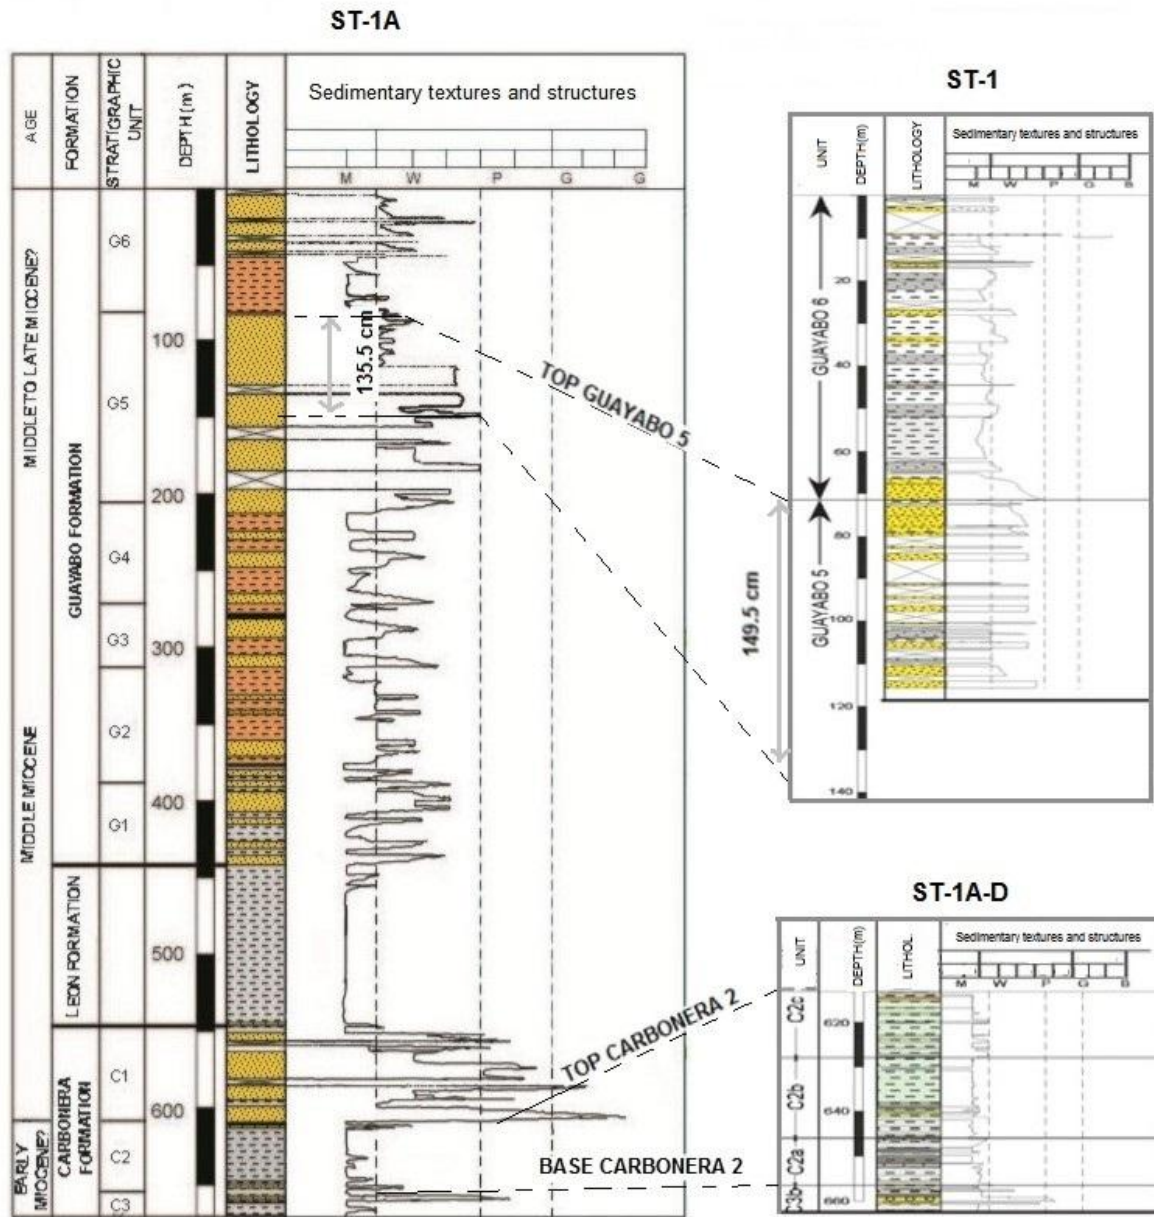 ST-1A
AGE
FORMATION
STRATIGRAPHIC
UNIT
DEPTH(m)
LITHOLOGY
Sedimentary textures and structures
M W P G G
MIDDLETO LATE MIOCENE?
MIDDLE MIOCENE
EARLY
MIOCENE?
GUAYABO FORMATION
LEON FORMATION
CARBONERA
FORMATION
G6
G5
G4
G3
G2
G1
C1
C2
C3
100
200
300
400
500
600
135.5 cm
TOP GUAYABO 5
TOP CARBONERA 2
BASE CARBONERA 2
ST-1
UNIT
DEPTH(m)
LITHOLOGY
Sedimentary textures and structures
M W P G B
GUAYABO 6
GUAYABO 5
20
40
60
80
100
120
140
149.5 cm
ST-1A-D
UNIT
DEPTH(m)
LITHOL.
Sedimentary textures and structures
M W P G B
C2c
C2b
C2a
C3b
620
640
660